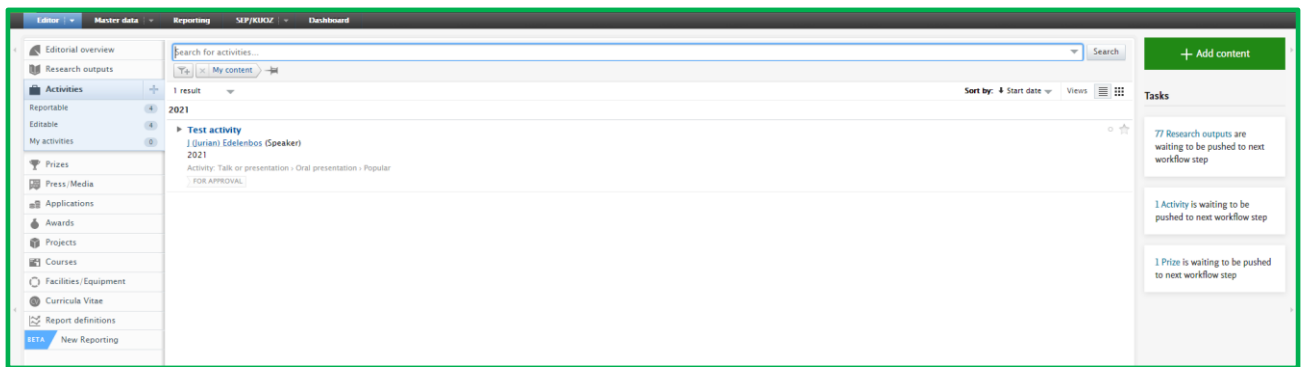 Editor Master data Reporting SEP/KUOZ Dashboard
Editorial overview
Research outputs
Activities
Reportable 4
Editable 4
My activities 0
Prizes
Press/Media
Applications
Awards
Projects
Courses
Facilities/Equipment
Curricula Vitae
Report definitions
BETA New Reporting
Search for activities... Search
My content
1 result Sort by: Start date Views
2021
Test activity
J (Jurian) Edelenbos (Speaker)
2021
Activity: Talk or presentation › Oral presentation › Popular
FOR APPROVAL
+ Add content
Tasks
77 Research outputs are
waiting to be pushed to next
workflow step
1 Activity is waiting to be
pushed to next workflow step
1 Prize is waiting to be pushed
to next workflow step